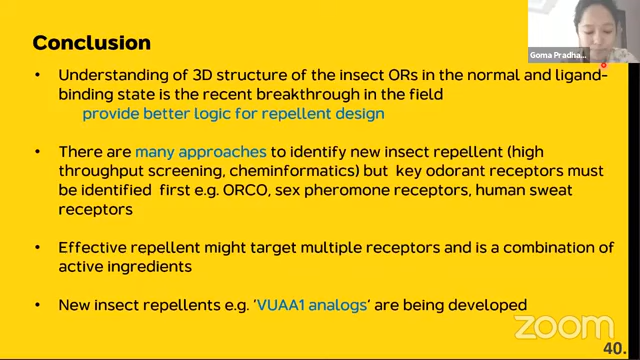 Conclusion
Goma Pradha...
• Understanding of 3D structure of the insect ORs in the normal and ligand-
binding state is the recent breakthrough in the field
provide better logic for repellent design
• There are many approaches to identify new insect repellent (high
throughput screening, cheminformatics) but key odorant receptors must
be identified first e.g. ORCO, sex pheromone receptors, human sweat
receptors
• Effective repellent might target multiple receptors and is a combination of
active ingredients
• New insect repellents e.g. 'VUAA1 analogs' are being developed
zoom
40.